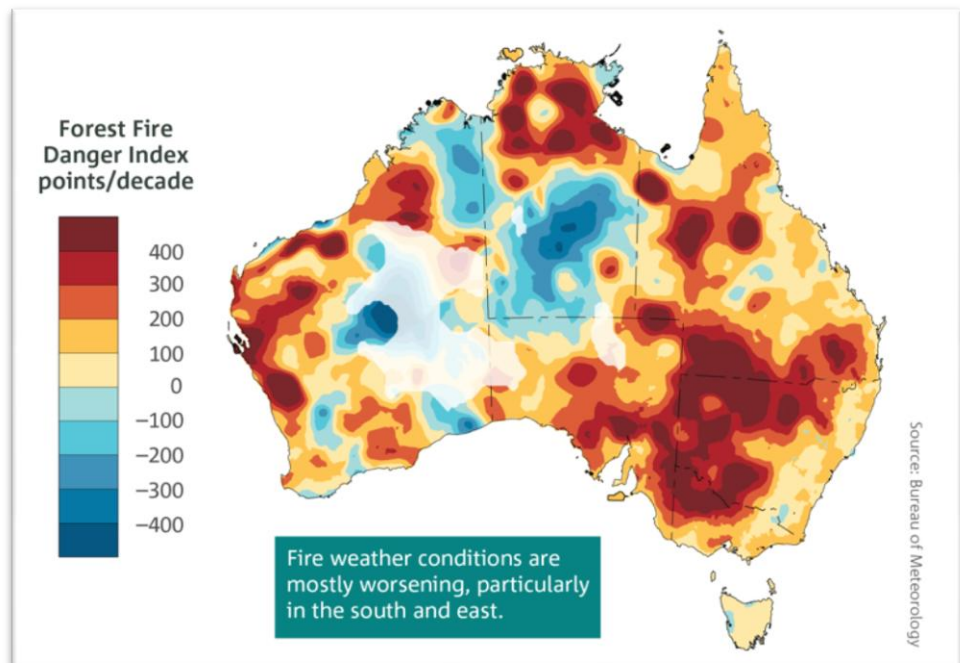 Forest Fire
Danger Index
points/decade
400
300
200
100
0
−100
−200
−300
−400
Fire weather conditions are
mostly worsening, particularly
in the south and east.
Source: Bureau of Meteorology